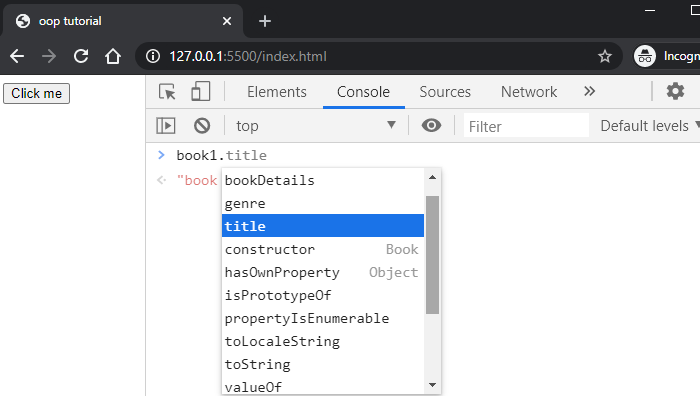 oop tutorial
127.0.0.1:5500/index.html
Click me
Elements Console Sources Network
top Filter Default levels
book1.title
"book
bookDetails
genre
title
constructor Book
hasOwnProperty Object
isPrototypeOf
propertyIsEnumerable
toLocaleString
toString
valueOf